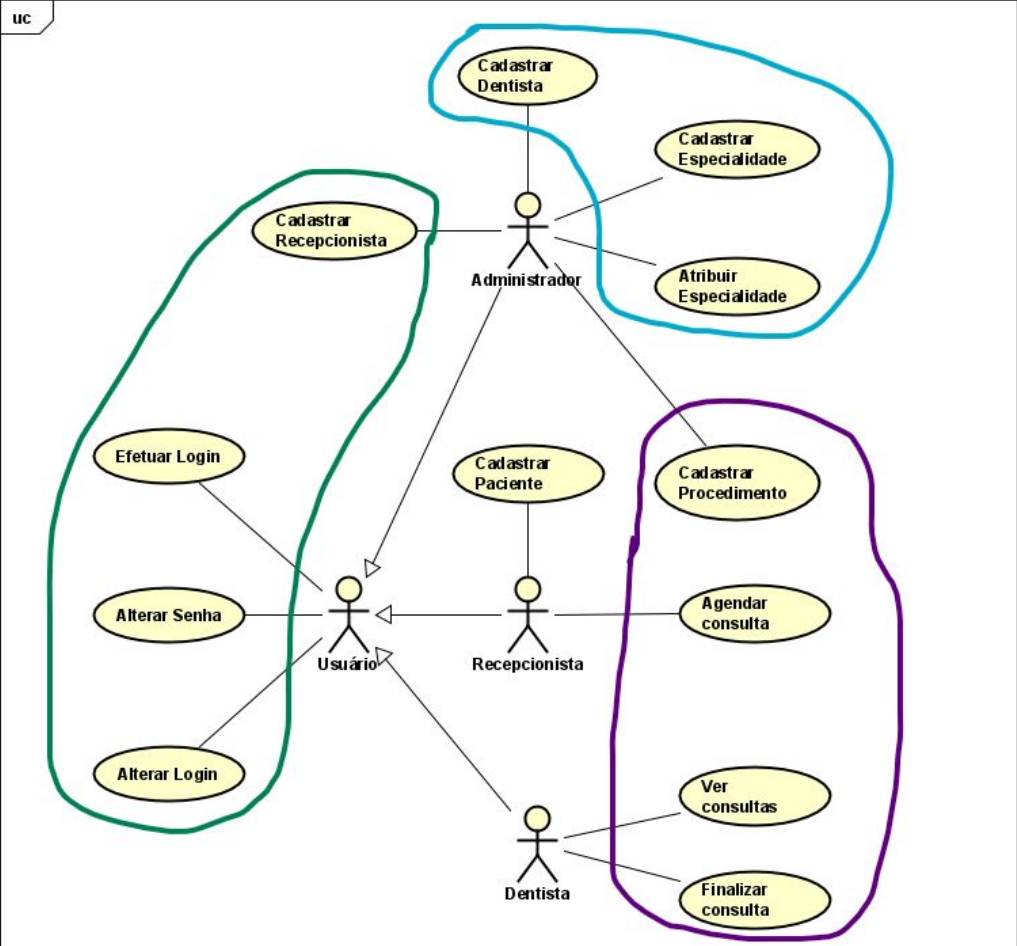 uc
Cadastrar
Dentista
Cadastrar
Especialidade
Cadastrar
Recepcionista
Administrador
Atribuir
Especialidade
Efetuar Login
Cadastrar
Paciente
Cadastrar
Procedimento
Alterar Senha
Agendar
consulta
Usuário
Recepcionista
Alterar Login
Ver
consultas
Dentista
Finalizar
consulta